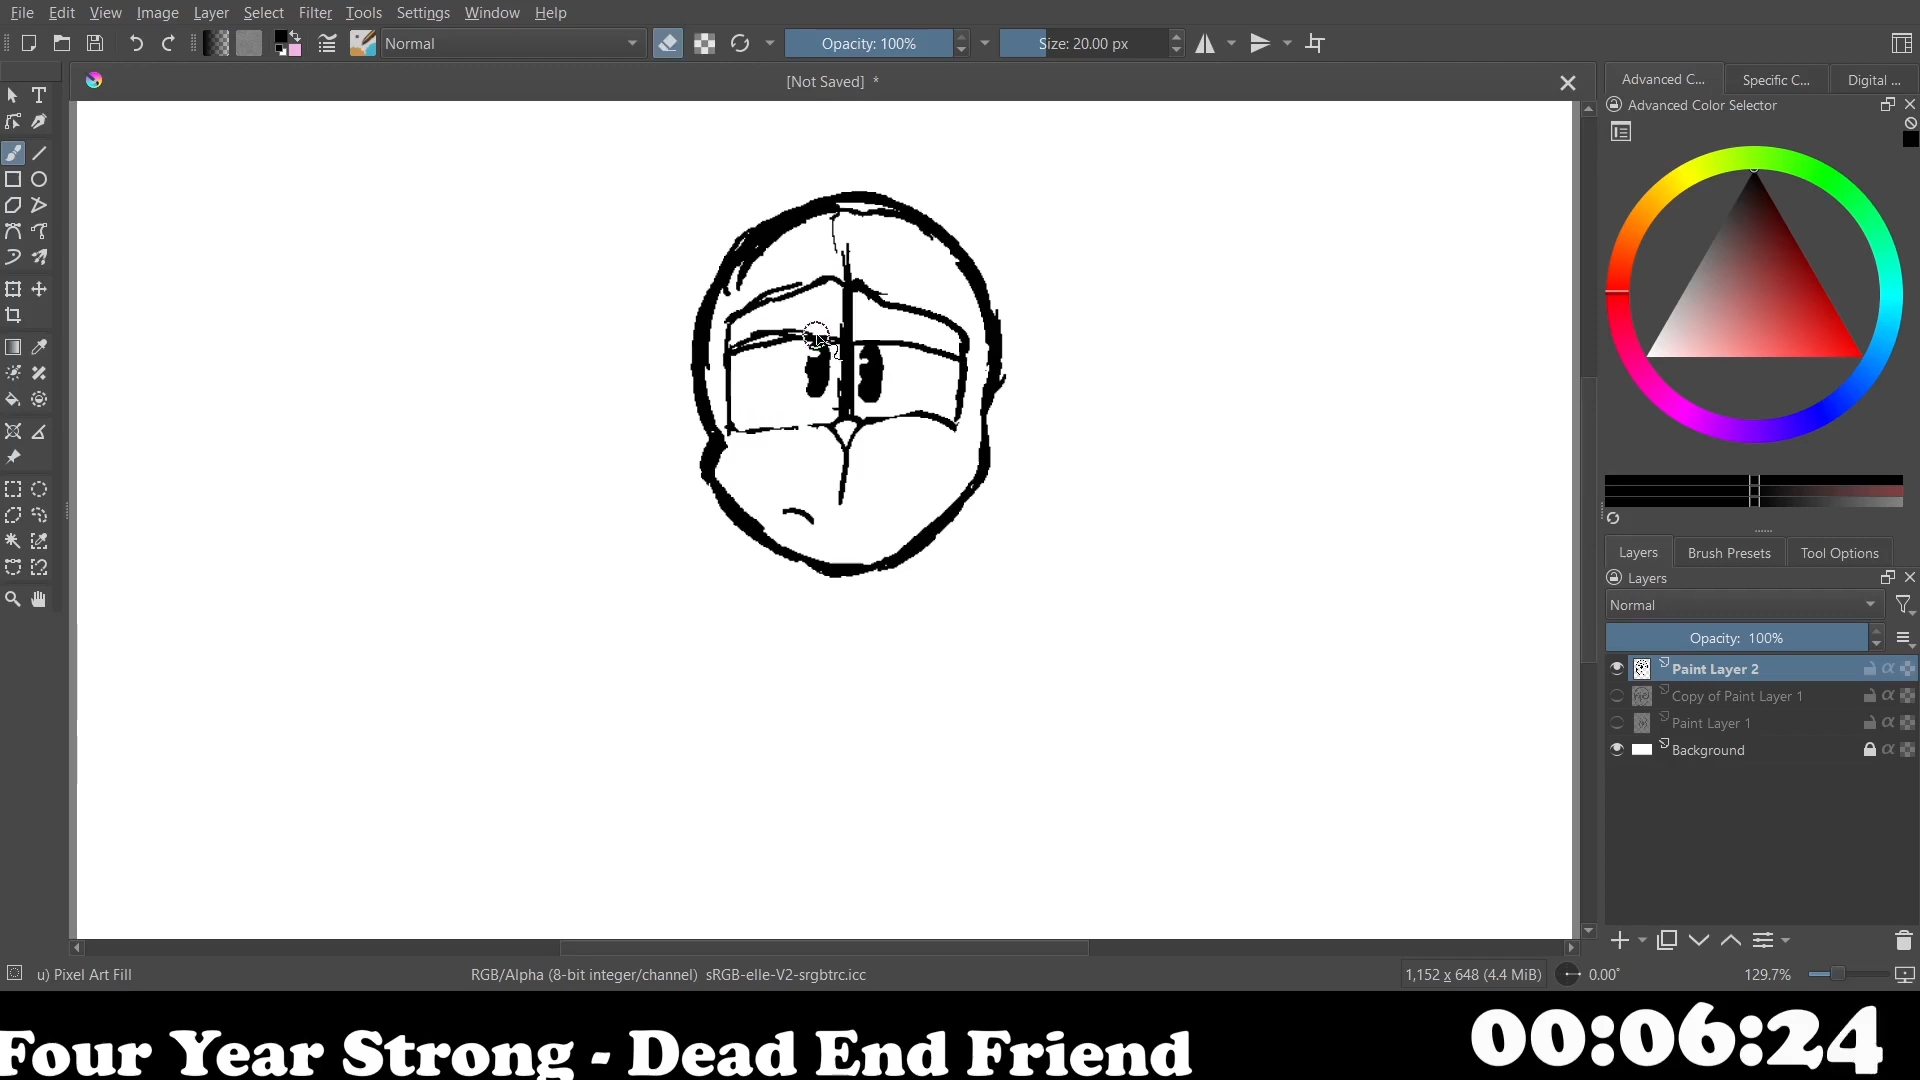 File Edit View Image Layer Select Filter Tools Settings Window Help
Normal Opacity: 100% Size: 20.00 px
[Not Saved] *
Advanced C... Specific C... Digital ...
Advanced Color Selector
Layers Brush Presets Tool Options
Layers
Normal
Opacity: 100%
Paint Layer 2
Copy of Paint Layer 1
Paint Layer 1
Background
u) Pixel Art Fill RGB/Alpha (8-bit integer/channel) sRGB-elle-V2-srgbtrc.icc 1,152 x 648 (4.4 MiB) 0.00° 129.7%
Four Year Strong - Dead End Friend 00:06:24